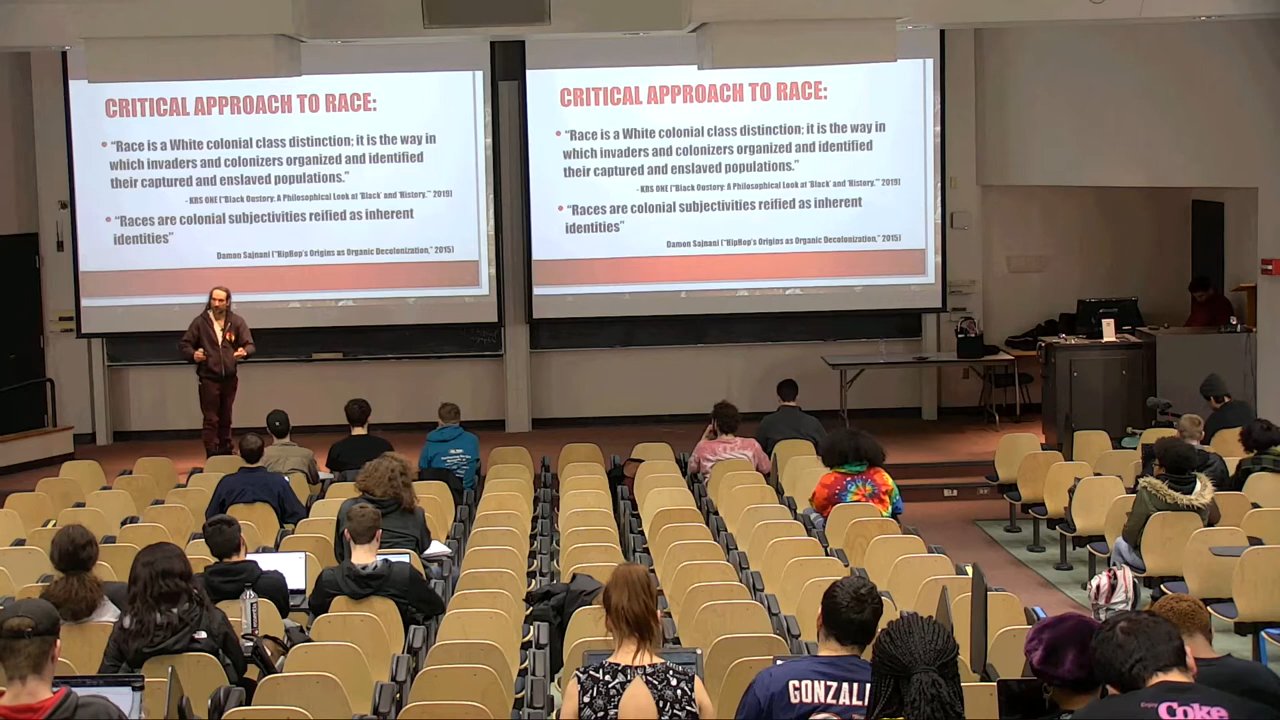 CRITICAL APPROACH TO RACE:
• “Race is a White colonial class distinction; it is the way in
which invaders and colonizers organized and identified
their captured and enslaved populations.”
- KRS ONE ("Black Oustory: A Philosophical Look at 'Black' and 'History,'" 2019)
• “Races are colonial subjectivities reified as inherent
identities”
Damon Sajnani ("HipHop's Origins as Organic Decolonization," 2015)
CRITICAL APPROACH TO RACE:
• “Race is a White colonial class distinction; it is the way in
which invaders and colonizers organized and identified
their captured and enslaved populations.”
- KRS ONE ("Black Oustory: A Philosophical Look at 'Black' and 'History,'" 2019)
• “Races are colonial subjectivities reified as inherent
identities”
Damon Sajnani ("HipHop's Origins as Organic Decolonization," 2015)
GONZAL
Enjoy
Coke